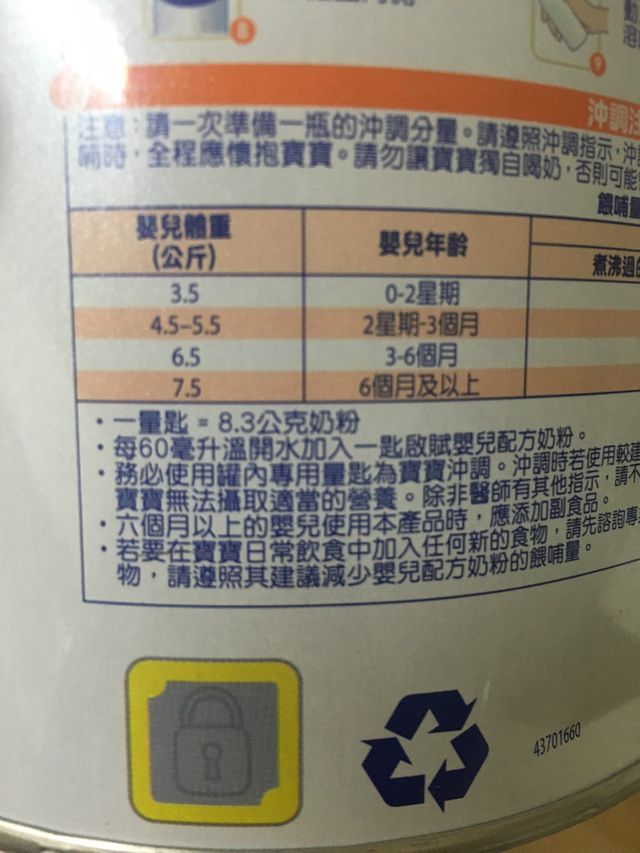 8
9
沖調
注意：請一次準備一瓶的沖調分量。請遵照沖調指示，沖
哺時，全程應懷抱寶寶。請勿讓寶寶獨自喝奶，否則可能
餵哺量
嬰兒體重 嬰兒年齡
(公斤) 煮沸過
3.5 0-2星期
4.5-5.5 2星期-3個月
6.5 3-6個月
7.5 6個月及以上
・一量匙 = 8.3公克奶粉
・每60毫升溫開水加入一匙啟賦嬰兒配方奶粉。
・務必使用罐內專用量匙為寶寶沖調。沖調時若使用較
寶寶無法攝取適當的營養。除非醫師有其他指示，請不
・六個月以上的嬰兒使用本產品時，應添加副食品。
・若要在寶寶日常飲食中加入任何新的食物，請先諮詢專
物，請遵照其建議減少嬰兒配方奶粉的餵哺量。
43701660